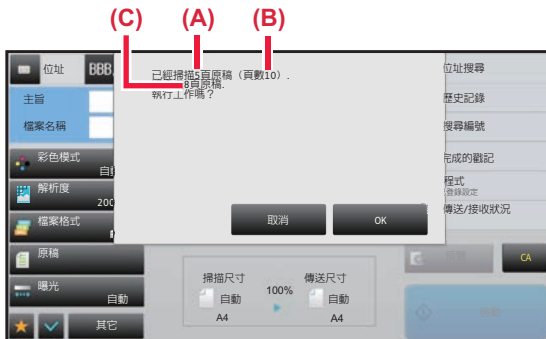 (C) (A) (B)
位址 BBB,
已經掃描5頁原稿（頁數10）.
8頁原稿.
執行工作嗎？
位址搜尋
主旨
歷史記錄
檔案名稱
搜尋編號
彩色模式
自動
完成的戳記
解析度
200
程式
登錄設定
檔案格式
傳送/接收狀況
取消 OK
原稿
CA
曝光
自動
掃描尺寸
自動
A4
100%
傳送尺寸
自動
A4
其它